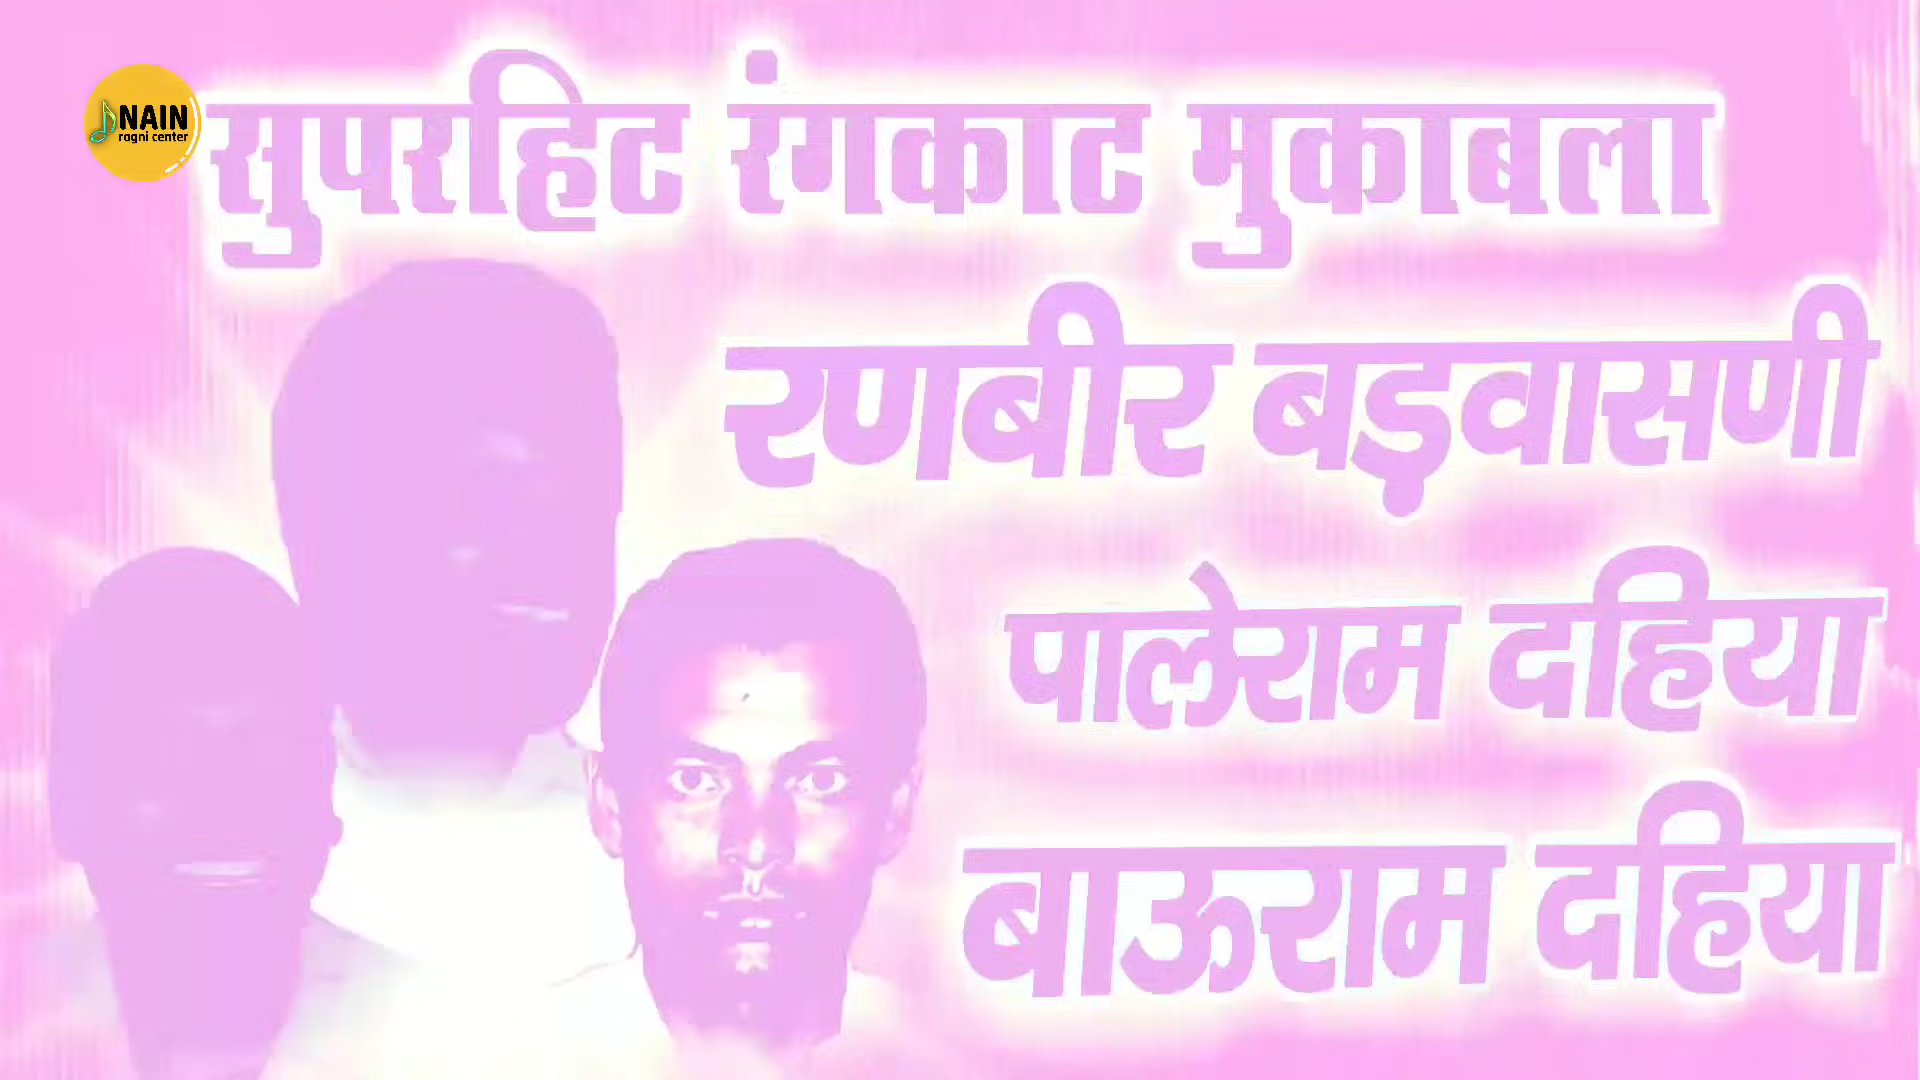 NAIN
ragni center
सुपरहिट रंगकाट मुकाबला
रणबीर बड़वासणी
पालेराम दहिया
बाऊराम दहिया